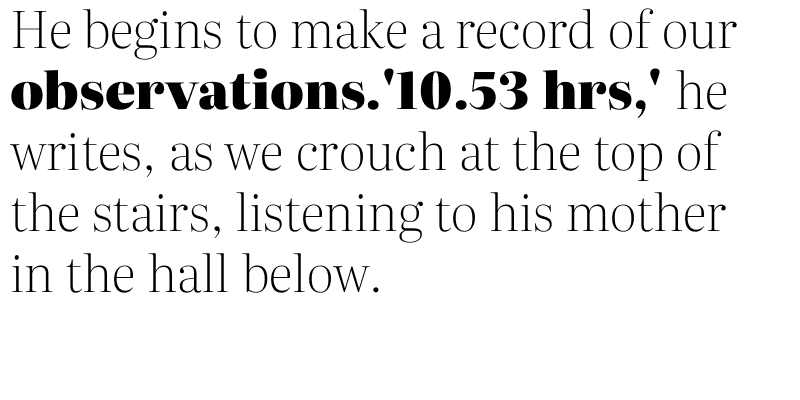 He begins to make a record of our
observations.'10.53 hrs,' he
writes, as we crouch at the top of
the stairs, listening to his mother
in the hall below.